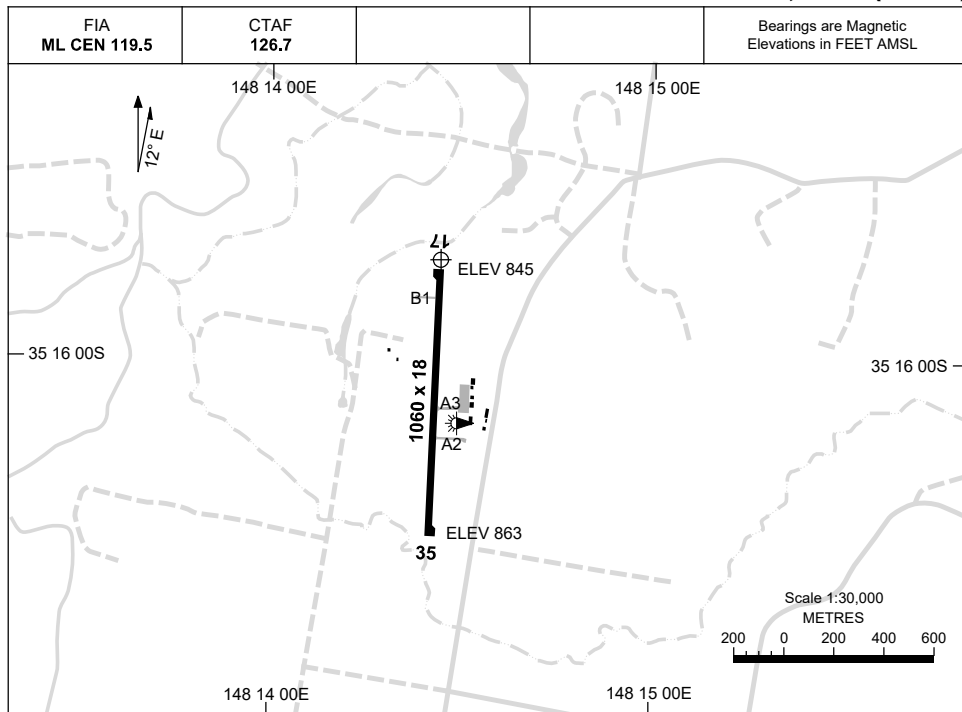 FIA
ML CEN 119.5
CTAF
126.7
Bearings are Magnetic
Elevations in FEET AMSL
148 14 00E
148 15 00E
12° E
17
ELEV 845
B1
35 16 00S
35 16 00S
1060 x 18
A3
A2
ELEV 863
35
Scale 1:30,000
METRES
200 0 200 400 600
148 14 00E
148 15 00E